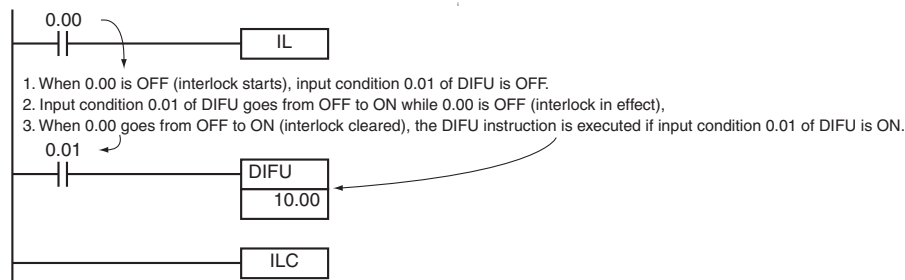 0.00
IL
1. When 0.00 is OFF (interlock starts), input condition 0.01 of DIFU is OFF.
2. Input condition 0.01 of DIFU goes from OFF to ON while 0.00 is OFF (interlock in effect),
3. When 0.00 goes from OFF to ON (interlock cleared), the DIFU instruction is executed if input condition 0.01 of DIFU is ON.
0.01
DIFU
10.00
ILC